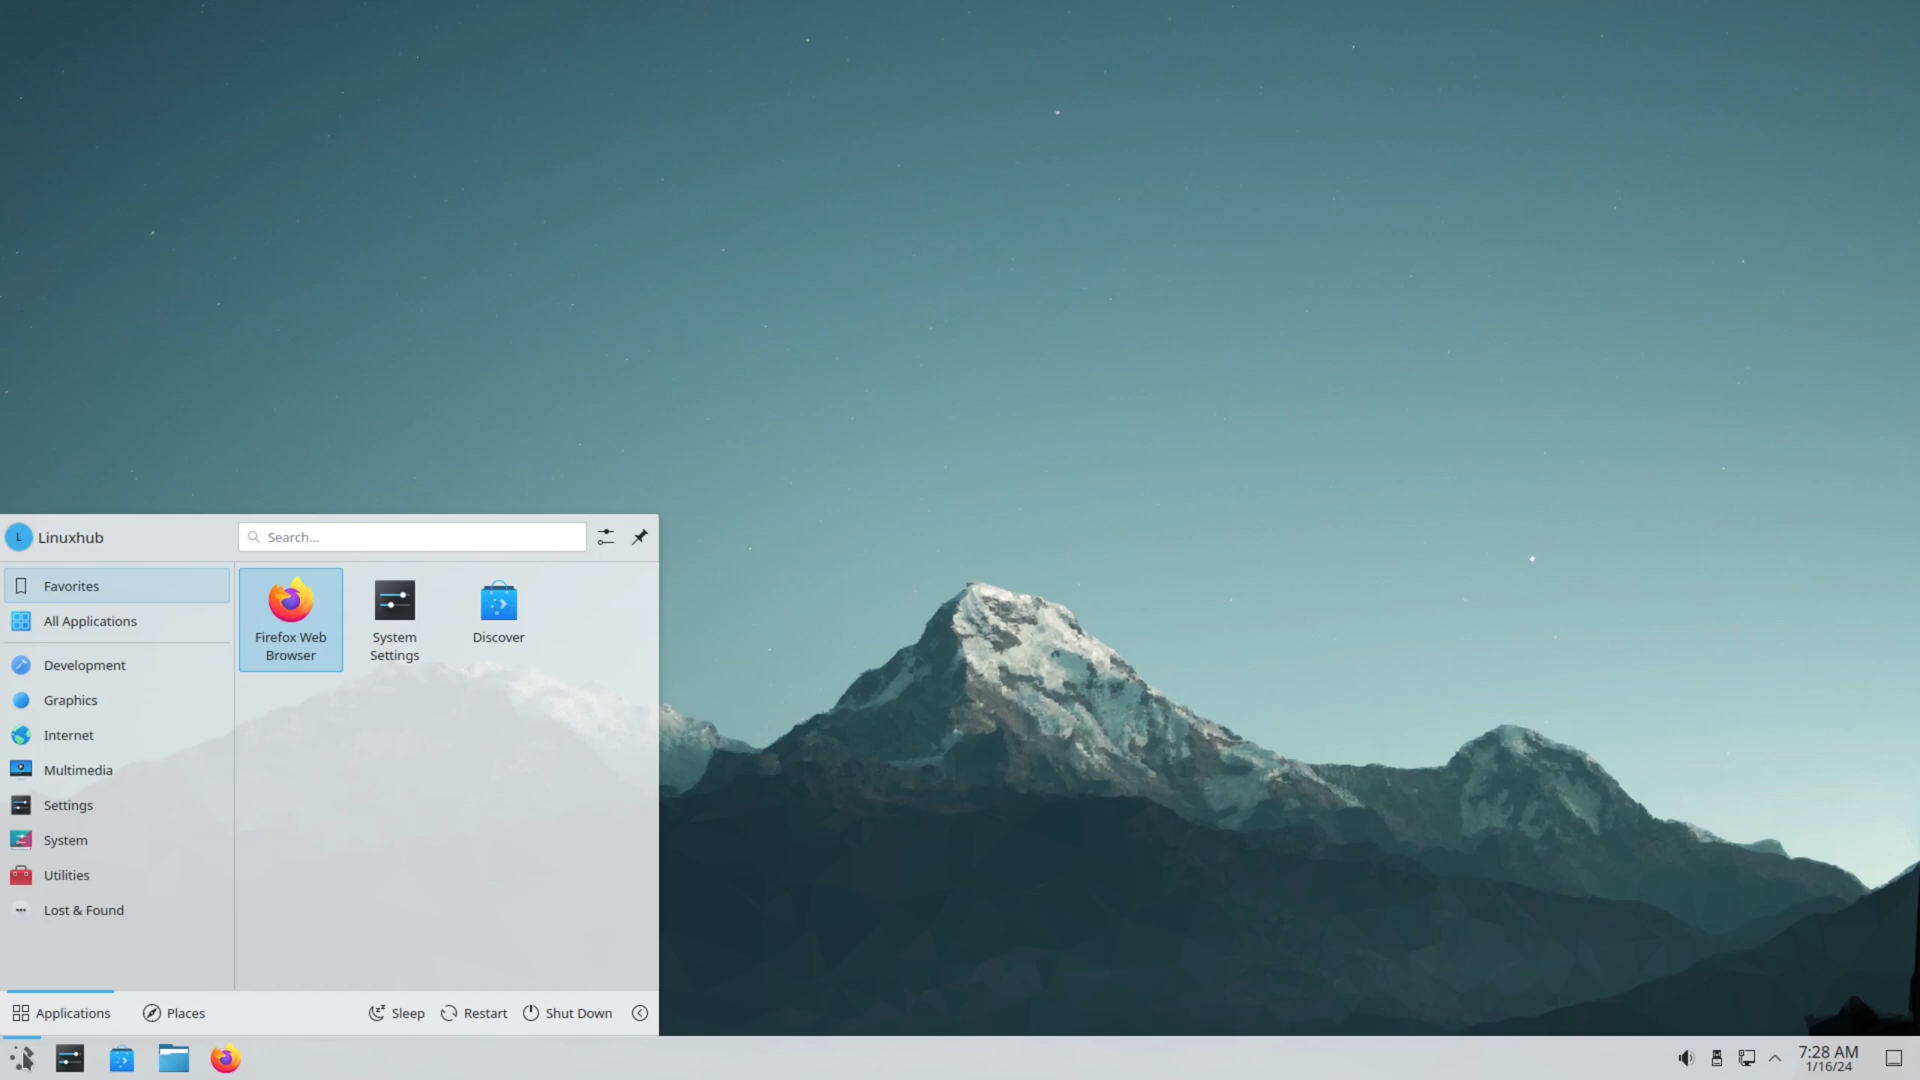 L
Linuxhub
Search...
Favorites
All Applications
Development
Graphics
Internet
Multimedia
Settings
System
Utilities
Lost & Found
Firefox Web
Browser
System
Settings
Discover
Applications
Places
Sleep
Restart
Shut Down
7:28 AM
1/16/24